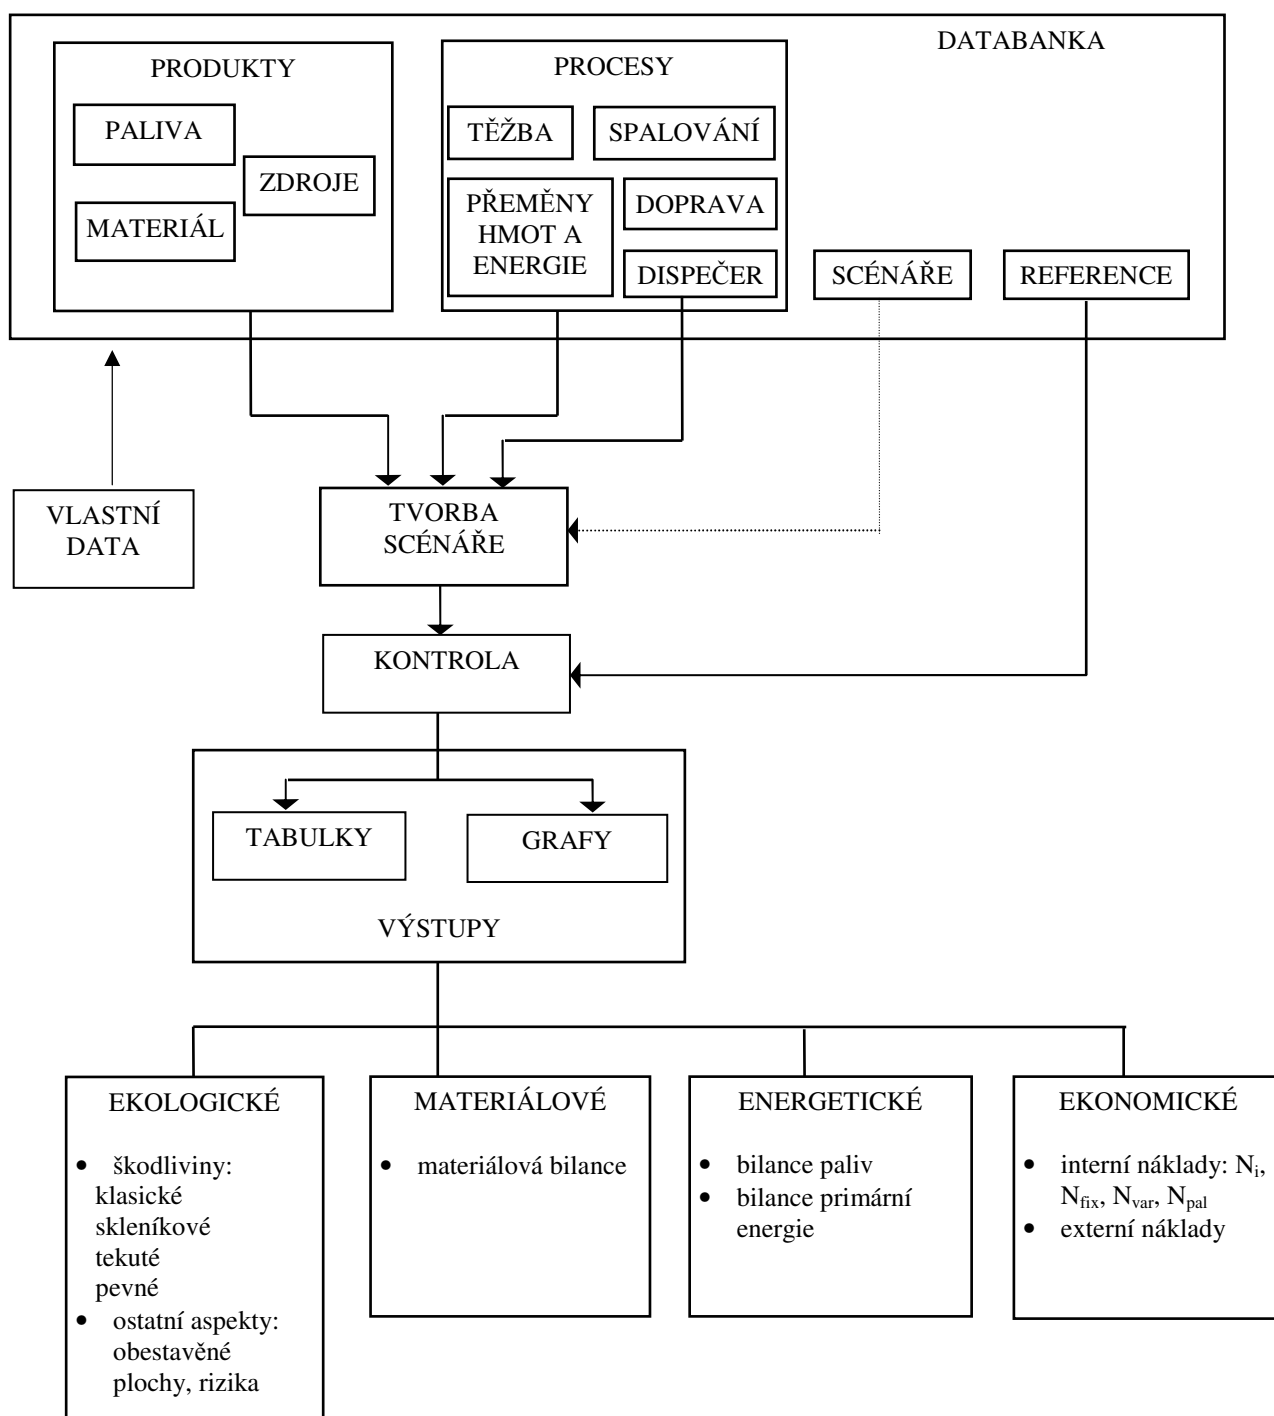 DATABANKA
PRODUKTY
PALIVA
ZDROJE
MATERIÁL
PROCESY
TĚŽBA
SPALOVÁNÍ
PŘEMĚNY
HMOT A
ENERGIE
DOPRAVA
DISPEČER
SCÉNÁŘE
REFERENCE
VLASTNÍ
DATA
TVORBA
SCÉNÁŘE
KONTROLA
TABULKY
GRAFY
VÝSTUPY
EKOLOGICKÉ
• škodliviny:
klasické
skleníkové
tekuté
pevné
• ostatní aspekty:
obestavěné
plochy, rizika
MATERIÁLOVÉ
• materiálová bilance
ENERGETICKÉ
• bilance paliv
• bilance primární
energie
EKONOMICKÉ
• interní náklady: Ni,
Nfix, Nvar, Npal
• externí náklady